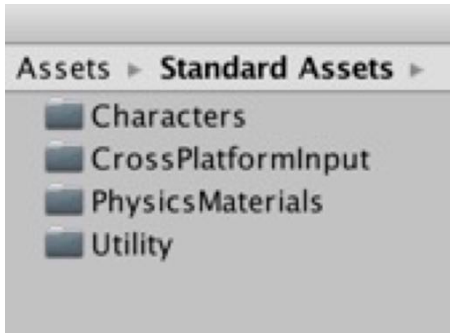 Assets ▸ Standard Assets ▸
Characters
CrossPlatformInput
PhysicsMaterials
Utility